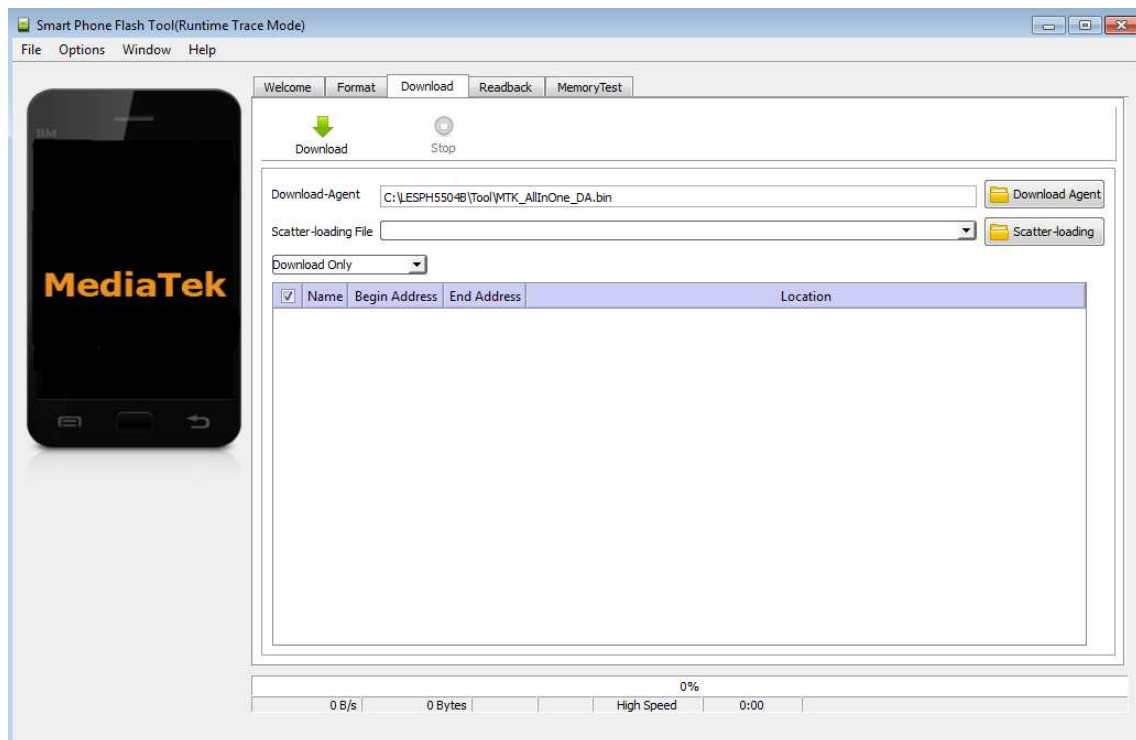 Smart Phone Flash Tool(Runtime Trace Mode)
File Options Window Help
Welcome Format Download Readback MemoryTest
BM
Download Stop
Download-Agent C:\LESPH5504B\Tool\MTK_AllInOne_DA.bin Download Agent
Scatter-loading File Scatter-loading
Download Only
Name Begin Address End Address Location
MediaTek
0%
0 B/s 0 Bytes High Speed 0:00